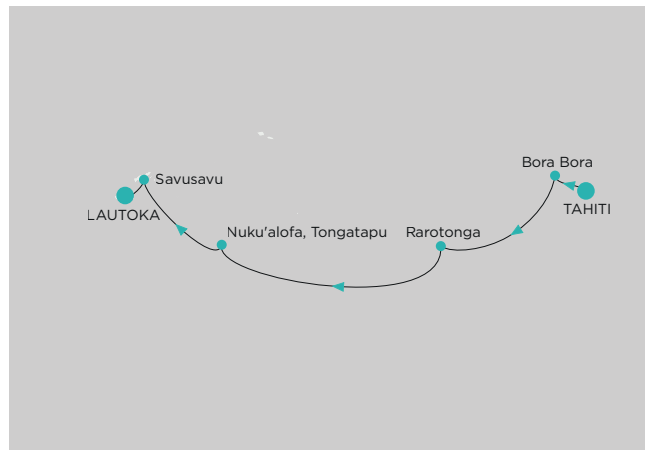 Bora Bora
Savusavu
TAHITI
LAUTOKA
Nuku'alofa, Tongatapu
Rarotonga